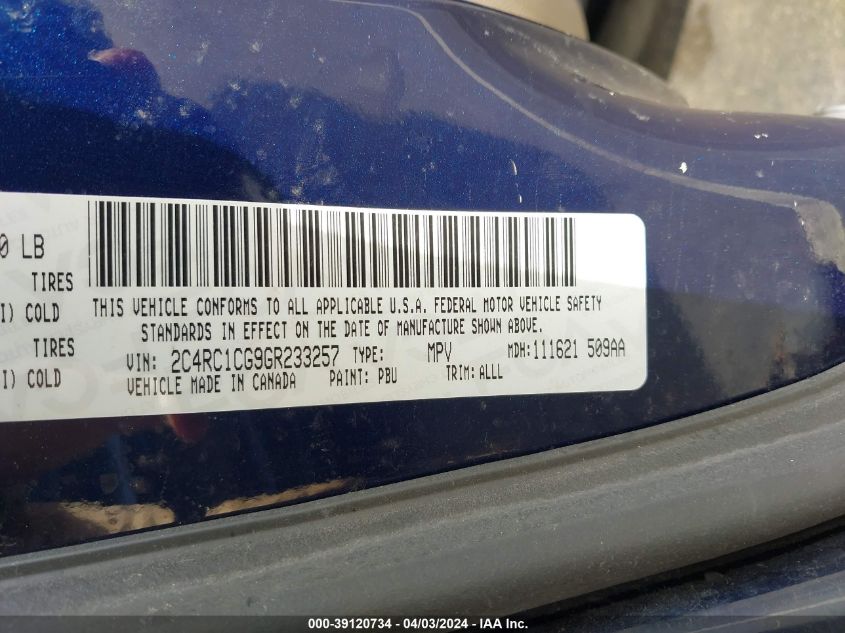 0 LB
TIRES
I) COLD
TIRES
I) COLD
THIS VEHICLE CONFORMS TO ALL APPLICABLE U.S.A. FEDERAL MOTOR VEHICLE SAFETY
STANDARDS IN EFFECT ON THE DATE OF MANUFACTURE SHOWN ABOVE.
VIN: 2C4RC1CG9GR233257 TYPE: MPV MDH: 111621 509AA
VEHICLE MADE IN CANADA PAINT: PBU TRIM: ALLL
000-39120734 - 04/03/2024 - IAA Inc.